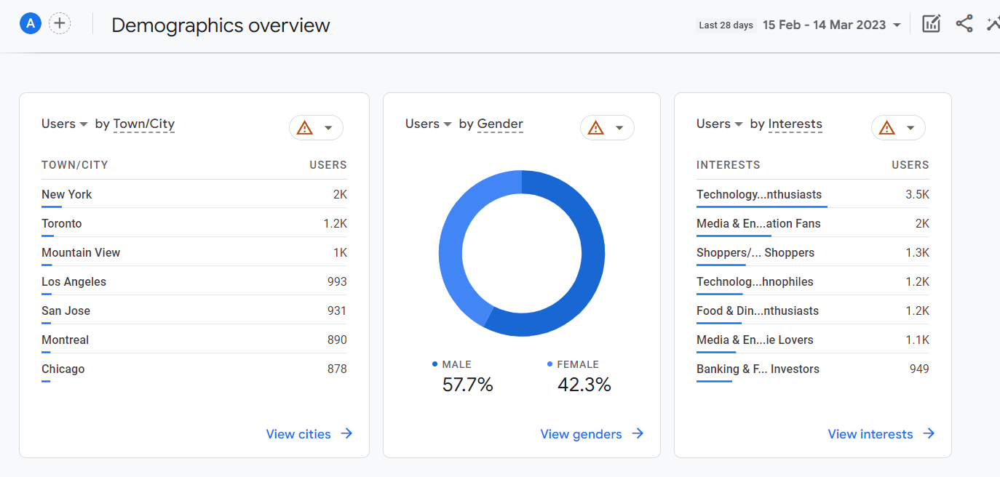 A
Demographics overview
Last 28 days 15 Feb - 14 Mar 2023
Users by Town/City
TOWN/CITY USERS
New York 2K
Toronto 1.2K
Mountain View 1K
Los Angeles 993
San Jose 931
Montreal 890
Chicago 878
View cities
Users by Gender
MALE FEMALE
57.7% 42.3%
View genders
Users by Interests
INTERESTS USERS
Technology...nthusiasts 3.5K
Media & En...ation Fans 2K
Shoppers/... Shoppers 1.3K
Technolog...hnophiles 1.2K
Food & Din...nthusiasts 1.2K
Media & En...ie Lovers 1.1K
Banking & F... Investors 949
View interests